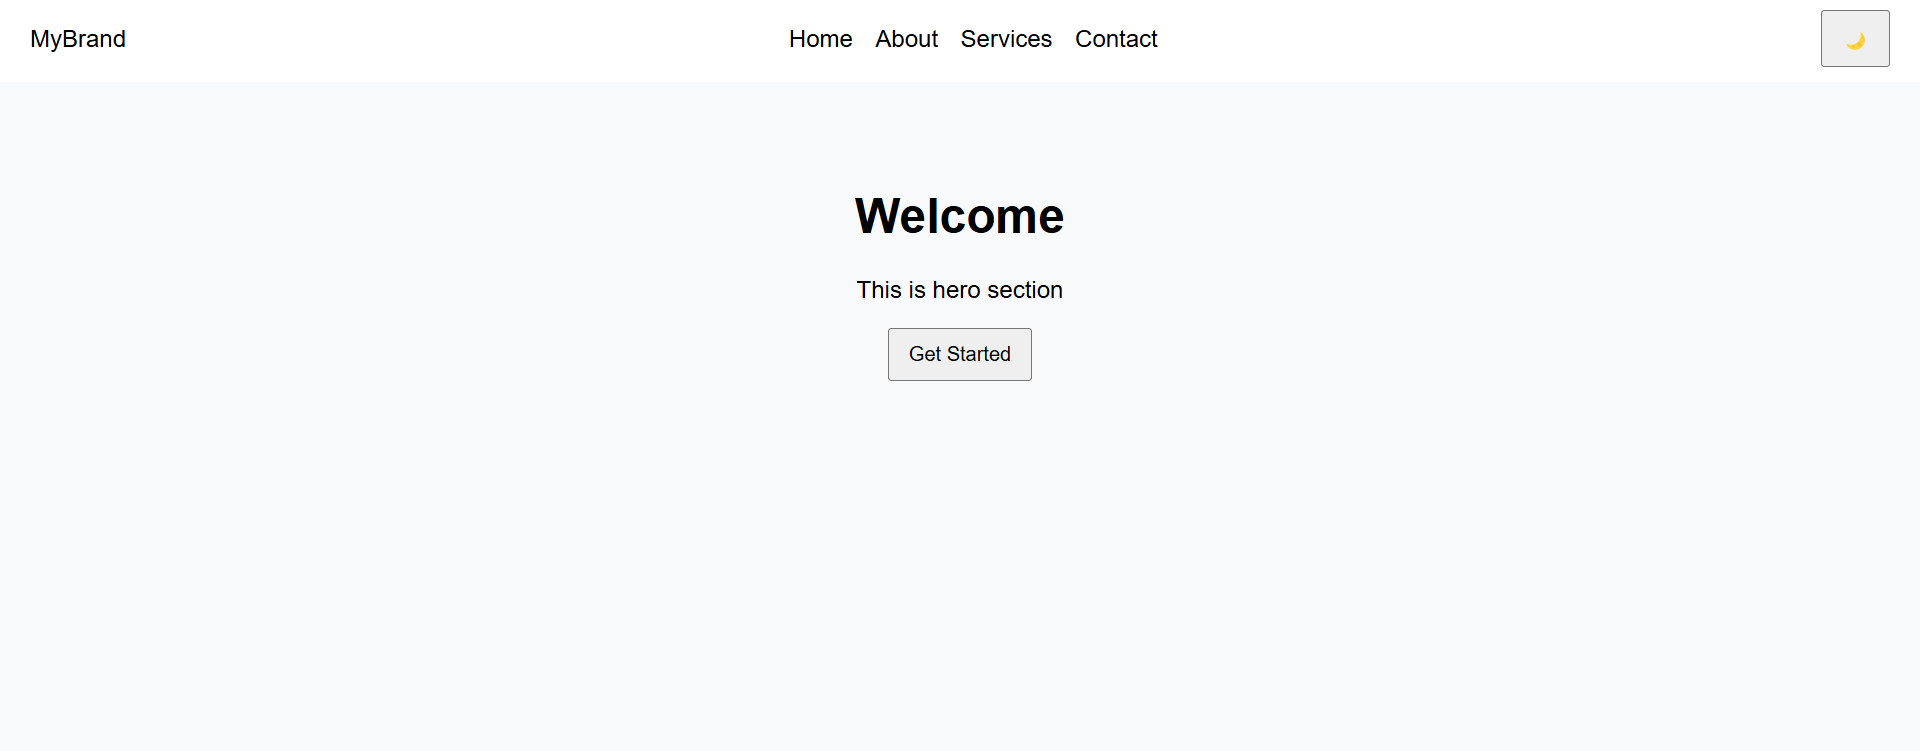 MyBrand Home About Services Contact 🌙
Welcome
This is hero section
Get Started